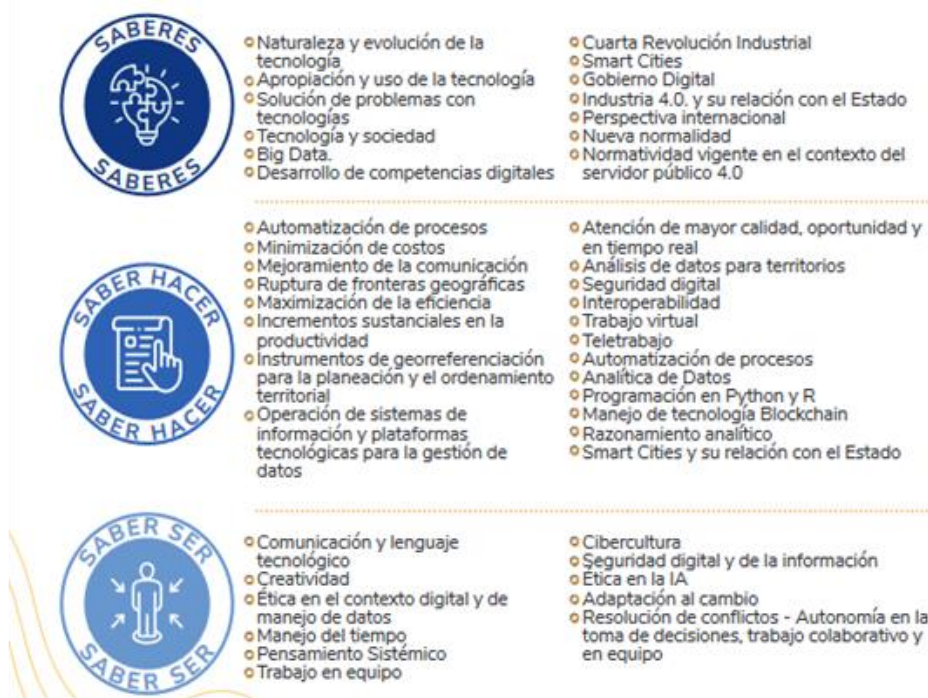 SABERES
SABERES
Naturaleza y evolución de la
tecnología
Apropiación y uso de la tecnología
Solución de problemas con
tecnologías
Tecnología y sociedad
Big Data.
Desarrollo de competencias digitales
Cuarta Revolución Industrial
Smart Cities
Gobierno Digital
Industria 4.0. y su relación con el Estado
Perspectiva internacional
Nueva normalidad
Normatividad vigente en el contexto del
servidor público 4.0
SABER HACER
SABER HACER
Automatización de procesos
Minimización de costos
Mejoramiento de la comunicación
Ruptura de fronteras geográficas
Maximización de la eficiencia
Incrementos sustanciales en la
productividad
Instrumentos de georreferenciación
para la planeación y el ordenamiento
territorial
Operación de sistemas de
información y plataformas
tecnológicas para la gestión de
datos
Atención de mayor calidad, oportunidad y
en tiempo real
Análisis de datos para territorios
Seguridad digital
Interoperabilidad
Trabajo virtual
Teletrabajo
Automatización de procesos
Analítica de Datos
Programación en Python y R
Manejo de tecnología Blockchain
Razonamiento analítico
Smart Cities y su relación con el Estado
SABER SER
SABER SER
Comunicación y lenguaje
tecnológico
Creatividad
Ética en el contexto digital y de
manejo de datos
Manejo del tiempo
Pensamiento Sistémico
Trabajo en equipo
Cibercultura
Seguridad digital y de la información
Ética en la IA
Adaptación al cambio
Resolución de conflictos - Autonomía en la
toma de decisiones, trabajo colaborativo y
en equipo